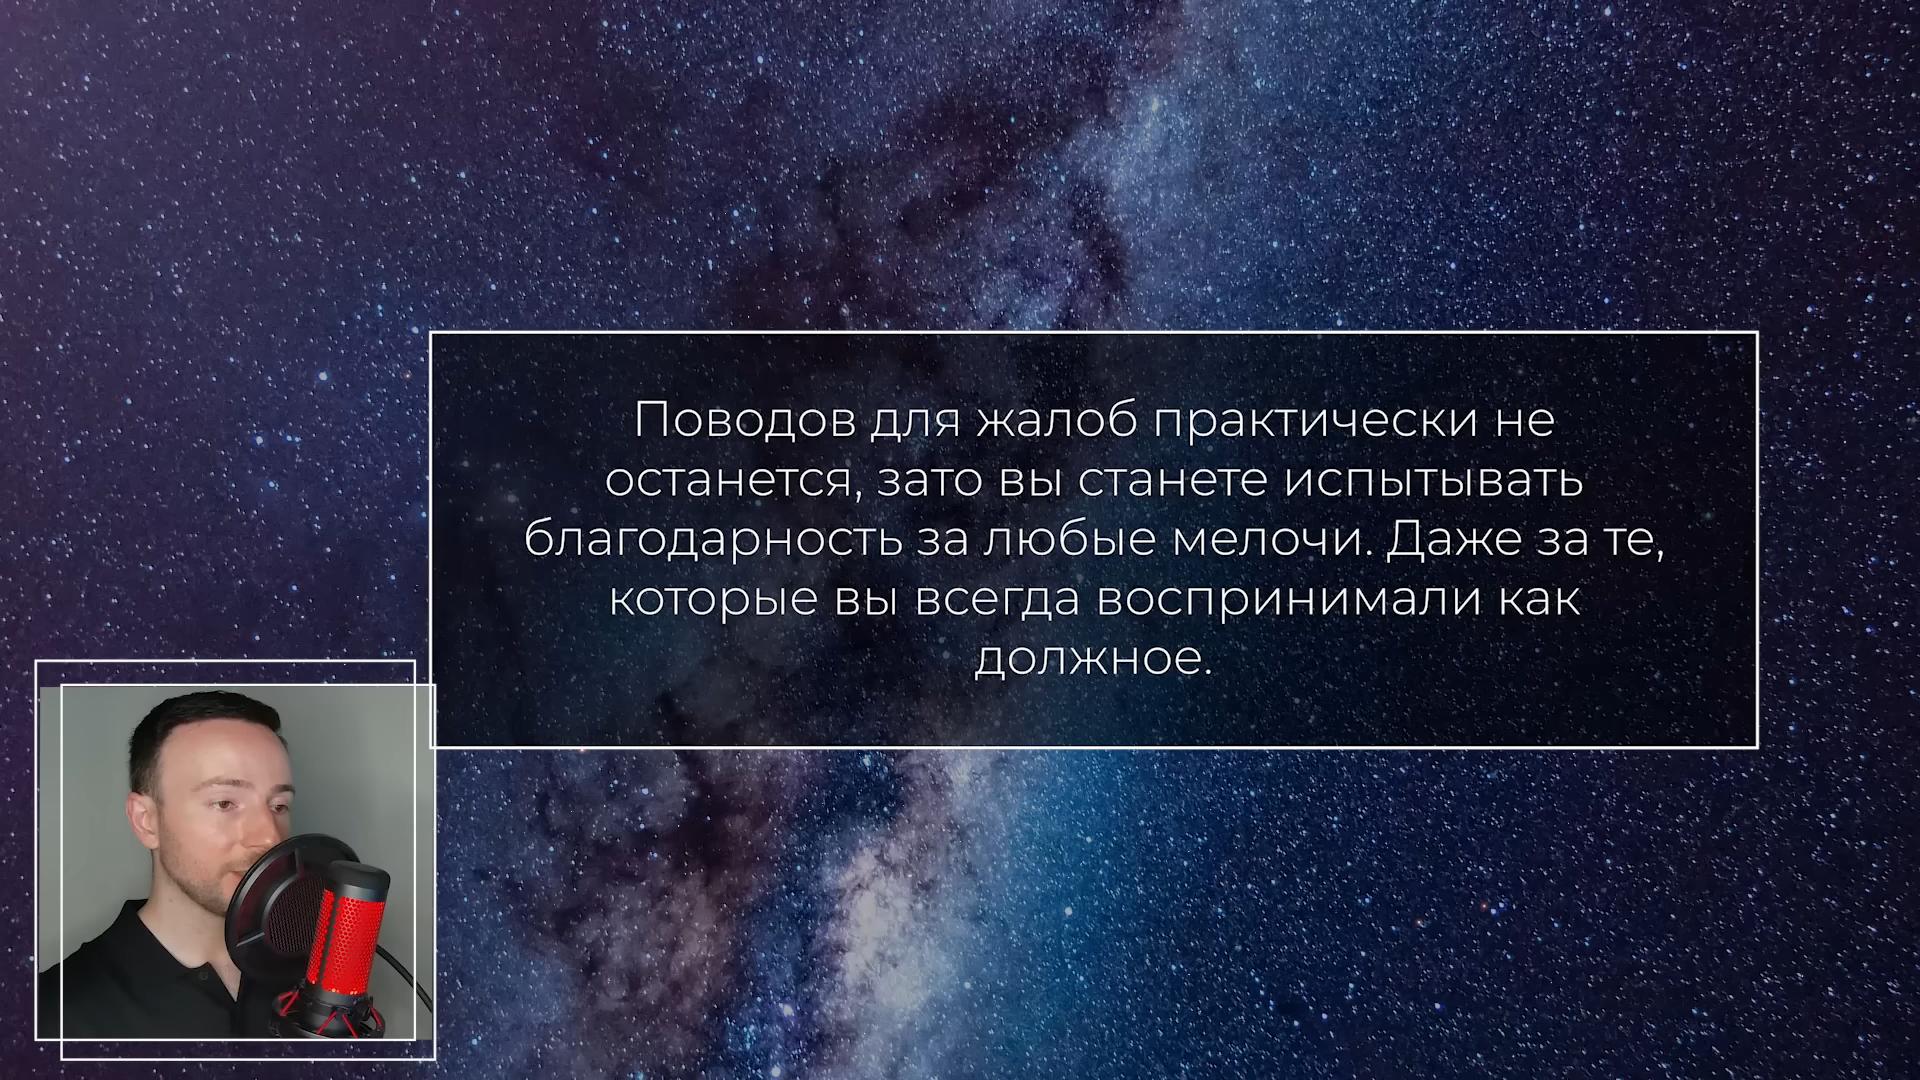 Поводов для жалоб практически не
останется, зато вы станете испытывать
благодарность за любые мелочи. Даже за те,
которые вы всегда воспринимали как
должное.